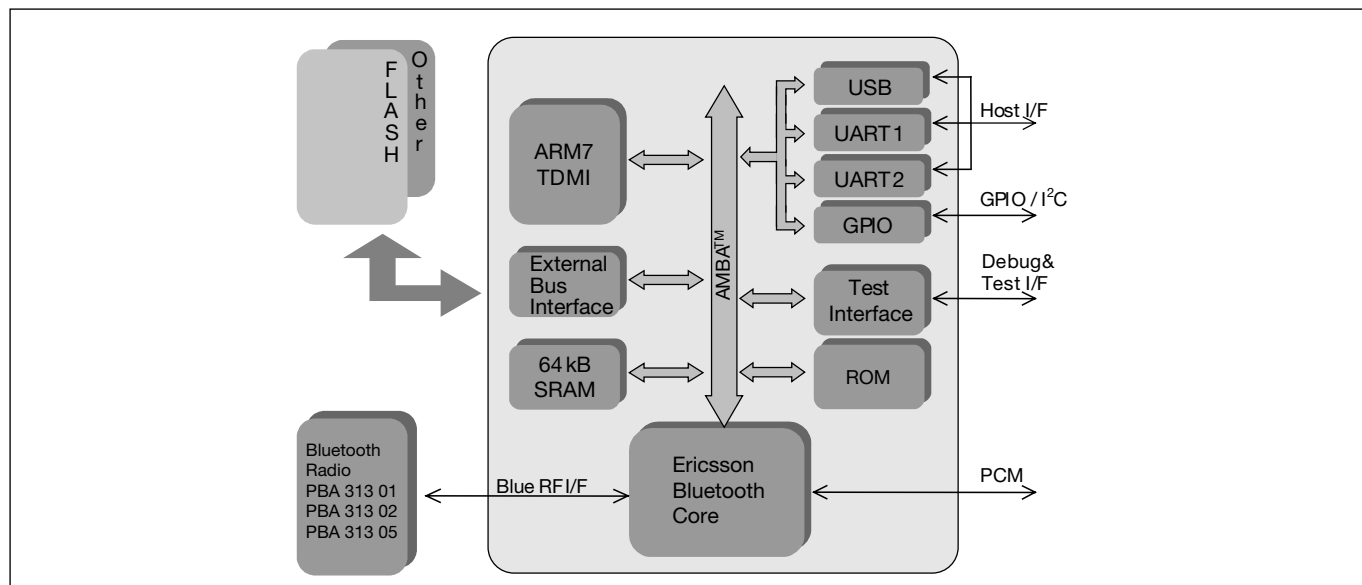 FLASH
Other
ARM7
TDMI
External
Bus
Interface
64 kB
SRAM
AMBA™
USB
UART1
UART2
GPIO
Test
Interface
ROM
Host I/F
GPIO / I²C
Debug&
Test I/F
Bluetooth
Radio
PBA 313 01
PBA 313 02
PBA 313 05
Blue RF I/F
Ericsson
Bluetooth
Core
PCM